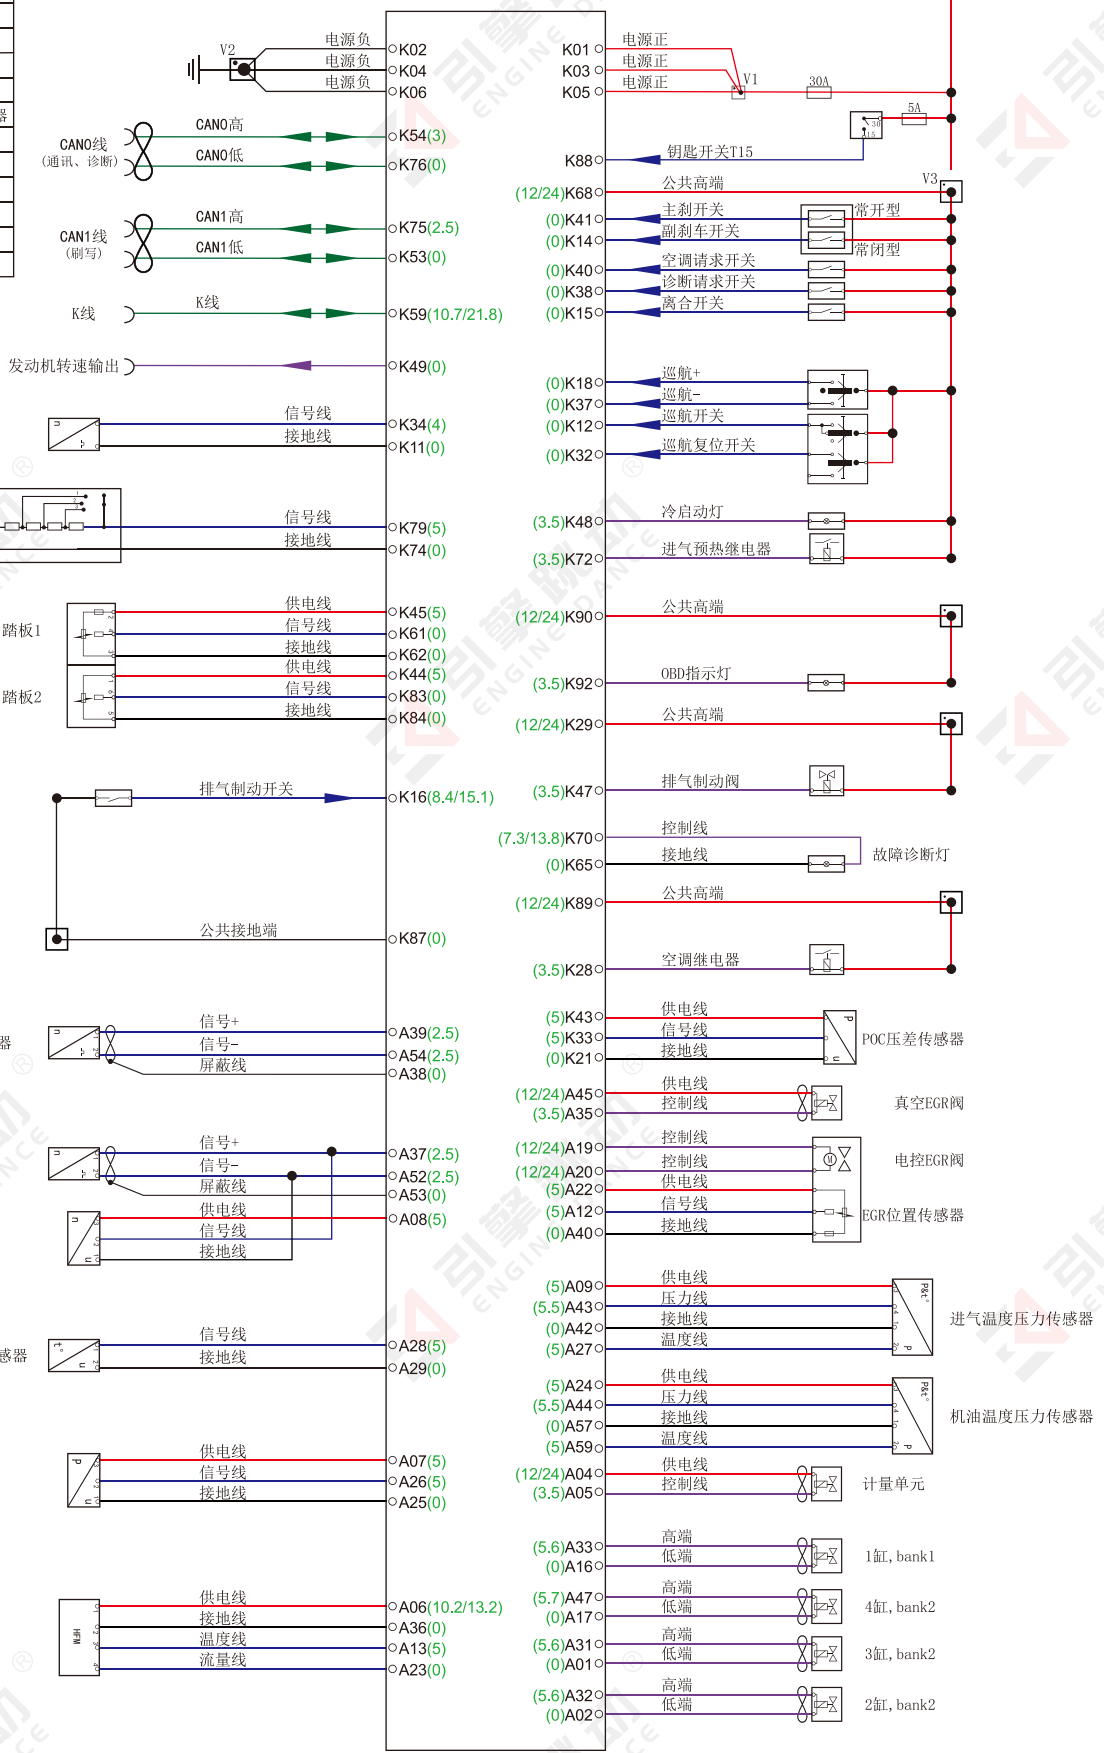 V2
电源负
K02
电源负
K04
电源负
K06
器
CAN0线
(通讯、诊断)
CAN0高
K54(3)
CAN0低
K76(0)
CAN1线
(刷写)
CAN1高
K75(2.5)
CAN1低
K53(0)
K线
K线
K59(10.7/21.8)
发动机转速输出
K49(0)
n
信号线
K34(4)
接地线
K11(0)
信号线
K79(5)
接地线
K74(0)
踏板1
供电线
K45(5)
信号线
K61(0)
接地线
K62(0)
踏板2
供电线
K44(5)
信号线
K83(0)
接地线
K84(0)
排气制动开关
K16(8.4/15.1)
公共接地端
K87(0)
器
n
信号+
A39(2.5)
信号-
A54(2.5)
屏蔽线
A38(0)
n
信号+
A37(2.5)
信号-
A52(2.5)
屏蔽线
A53(0)
n
u
供电线
A08(5)
信号线
接地线
感器
t°
u
信号线
A28(5)
接地线
A29(0)
P
u
供电线
A07(5)
信号线
A26(5)
接地线
A25(0)
HFM
供电线
A06(10.2/13.2)
接地线
A36(0)
温度线
A13(5)
流量线
A23(0)
K01
电源正
K03
电源正
K05
电源正
V1
30A
5A
30
15
K88
钥匙开关T15
(12/24)K68
公共高端
V3
(0)K41
主刹开关
常开型
(0)K14
副刹车开关
常闭型
(0)K40
空调请求开关
(0)K38
诊断请求开关
(0)K15
离合开关
(0)K18
巡航+
(0)K37
巡航-
(0)K12
巡航开关
(0)K32
巡航复位开关
(3.5)K48
冷启动灯
(3.5)K72
进气预热继电器
(12/24)K90
公共高端
(3.5)K92
OBD指示灯
(12/24)K29
公共高端
(3.5)K47
排气制动阀
(7.3/13.8)K70
控制线
(0)K65
接地线
故障诊断灯
(12/24)K89
公共高端
(3.5)K28
空调继电器
(5)K43
供电线
(5)K33
信号线
(0)K21
接地线
P
u
POC压差传感器
(12/24)A45
供电线
(3.5)A35
控制线
真空EGR阀
(12/24)A19
控制线
(12/24)A20
控制线
M
电控EGR阀
(5)A22
供电线
(5)A12
信号线
(0)A40
接地线
EGR位置传感器
(5)A09
供电线
(5.5)A43
压力线
(0)A42
接地线
(5)A27
温度线
P&t°
P
进气温度压力传感器
(5)A24
供电线
(5.5)A44
压力线
(0)A57
接地线
(5)A59
温度线
P&t°
P
机油温度压力传感器
(12/24)A04
供电线
(3.5)A05
控制线
计量单元
(5.6)A33
高端
(0)A16
低端
1缸,bank1
(5.7)A47
高端
(0)A17
低端
4缸,bank2
(5.6)A31
高端
(0)A01
低端
3缸,bank2
(5.6)A32
高端
(0)A02
低端
2缸,bank2
引擎跳动
ENGINE DANCE
®